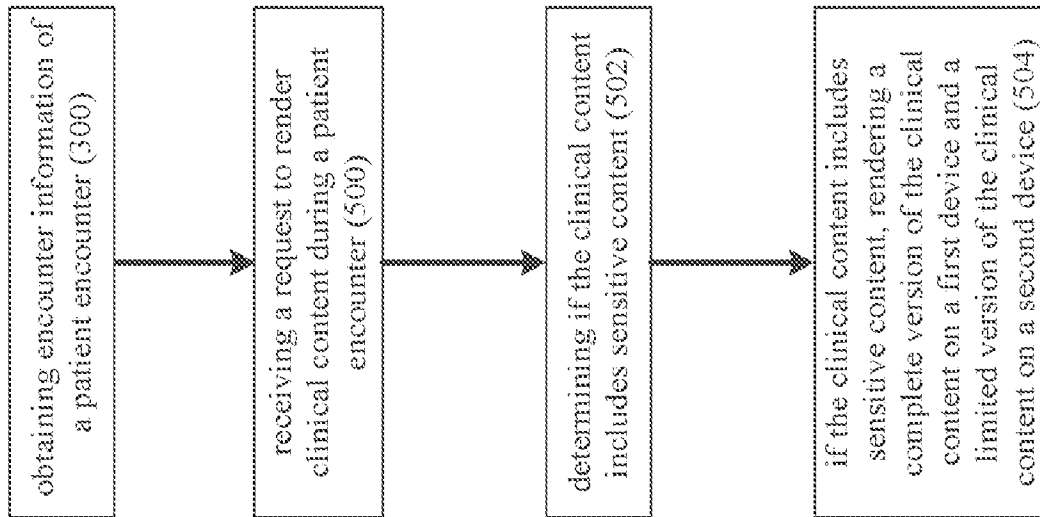 obtaining encounter information of
a patient encounter (300)
receiving a request to render
clinical content during a patient
encounter (500)
determining if the clinical content
includes sensitive content (502)
if the clinical content includes
sensitive content, rendering a
complete version of the clinical
content on a first device and a
limited version of the clinical
content on a second device (504)